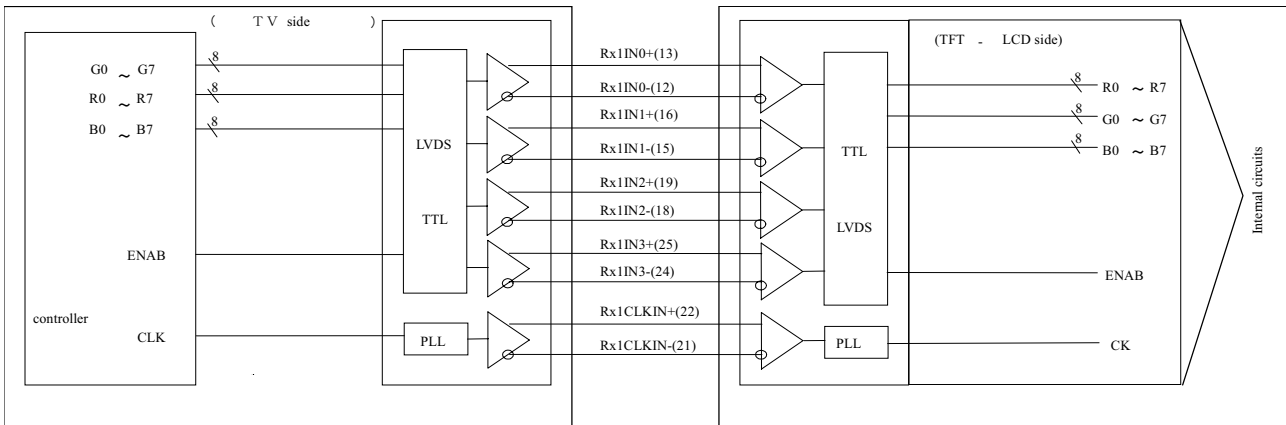 ( ＴＶ side )
G0 ~ G7
8
R0 ~ R7
8
B0 ~ B7
8
ENAB
controller
CLK
LVDS
TTL
PLL
Rx1IN0+(13)
Rx1IN0-(12)
Rx1IN1+(16)
Rx1IN1-(15)
Rx1IN2+(19)
Rx1IN2-(18)
Rx1IN3+(25)
Rx1IN3-(24)
Rx1CLKIN+(22)
Rx1CLKIN-(21)
TTL
LVDS
PLL
(TFT - LCD side)
8
R0 ~ R7
8
G0 ~ G7
8
B0 ~ B7
ENAB
CK
Internal circuits